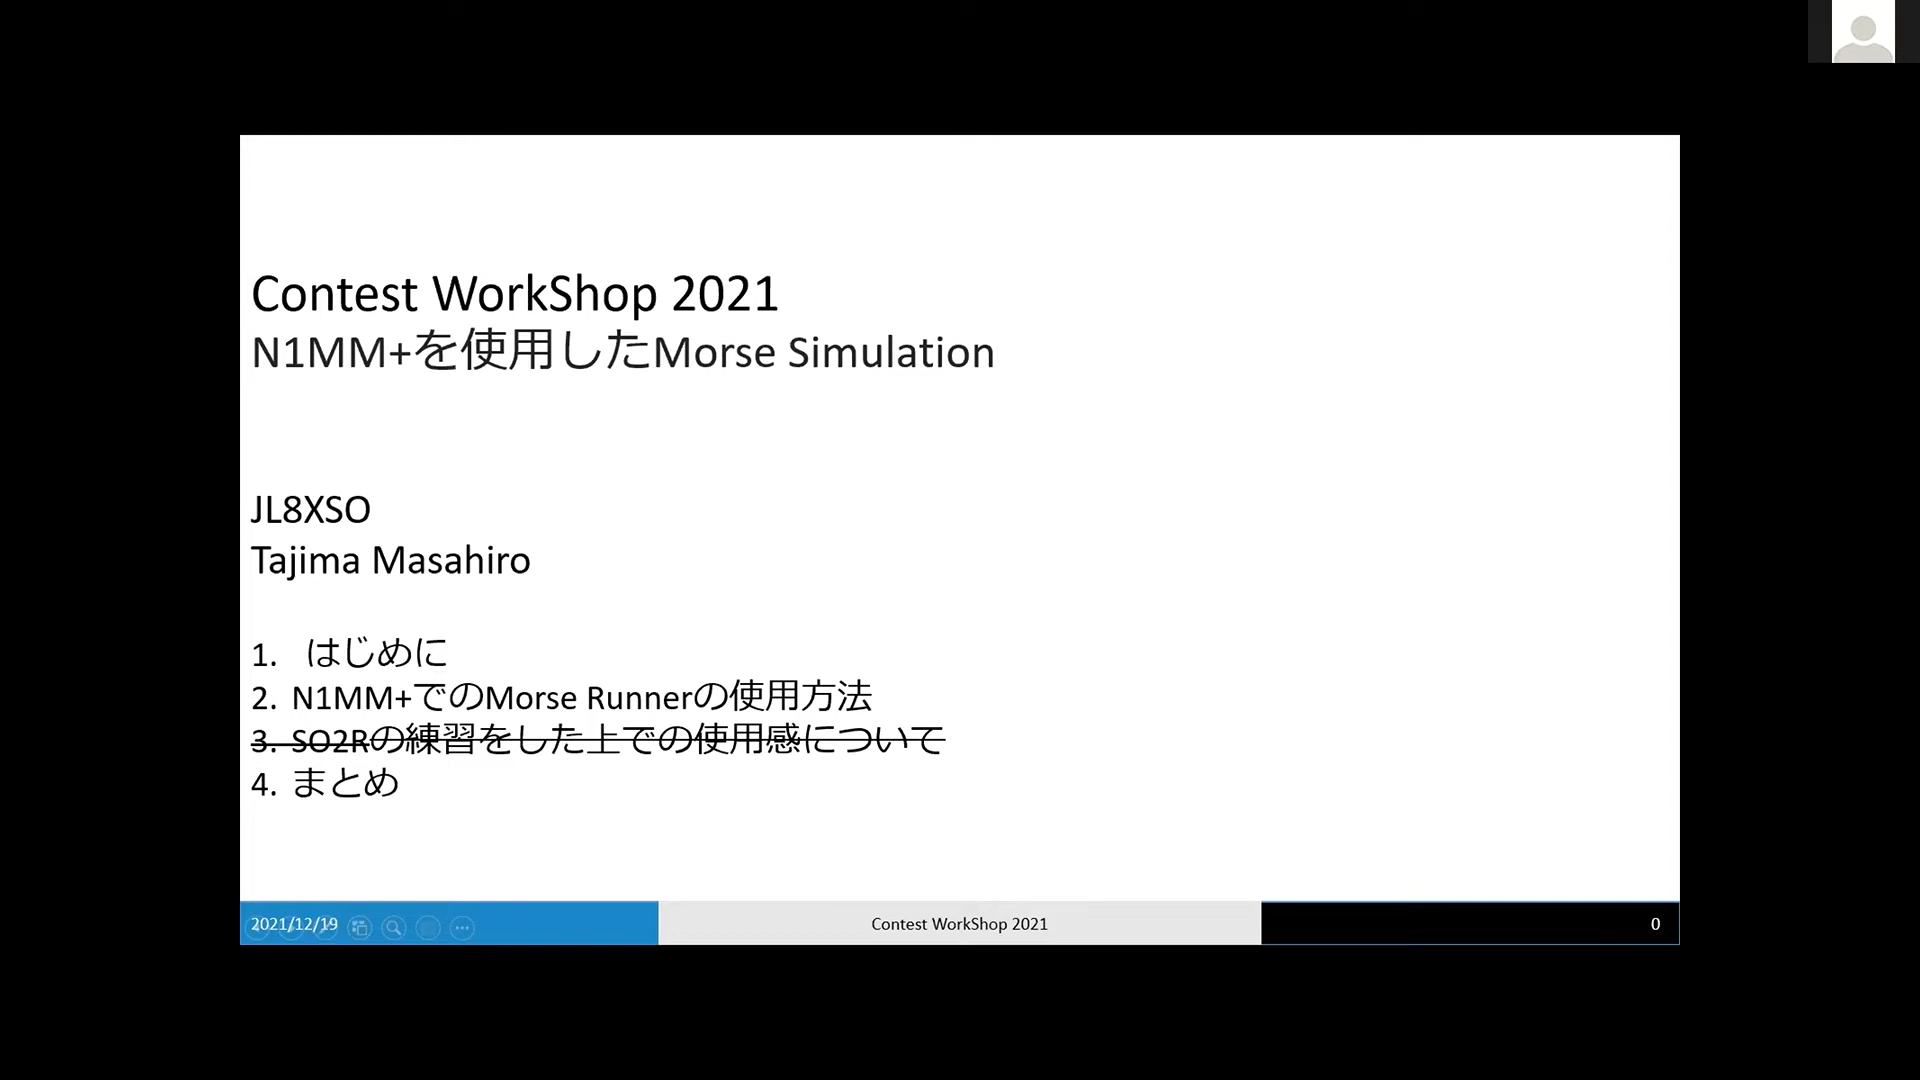 Contest WorkShop 2021
N1MM+を使用したMorse Simulation
JL8XSO
Tajima Masahiro
1. はじめに
2. N1MM+でのMorse Runnerの使用方法
3. SO2Rの練習をした上での使用感について
4. まとめ
2021/12/19
Contest WorkShop 2021
0